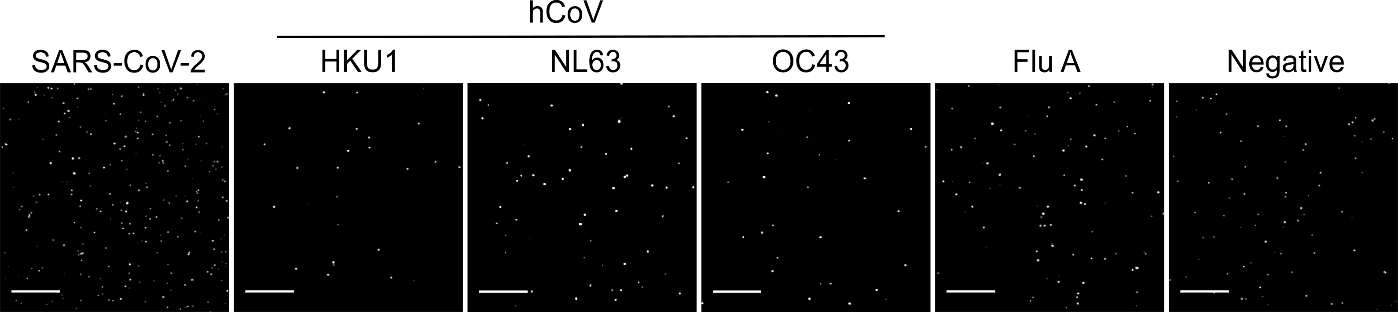 hCoV
SARS-CoV-2 HKU1 NL63 OC43 Flu A Negative